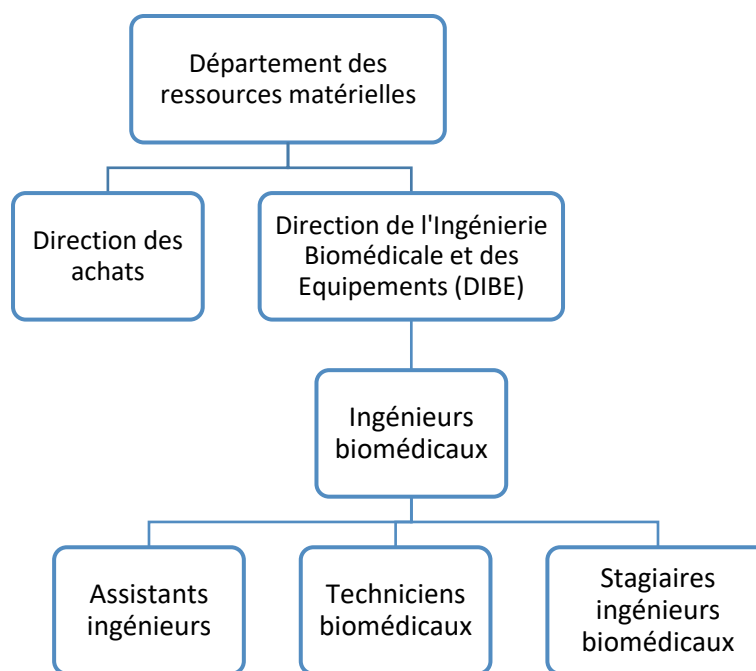 Département des
ressources matérielles
Direction des
achats
Direction de l'Ingénierie
Biomédicale et des
Equipements (DIBE)
Ingénieurs
biomédicaux
Assistants
ingénieurs
Techniciens
biomédicaux
Stagiaires
ingénieurs
biomédicaux